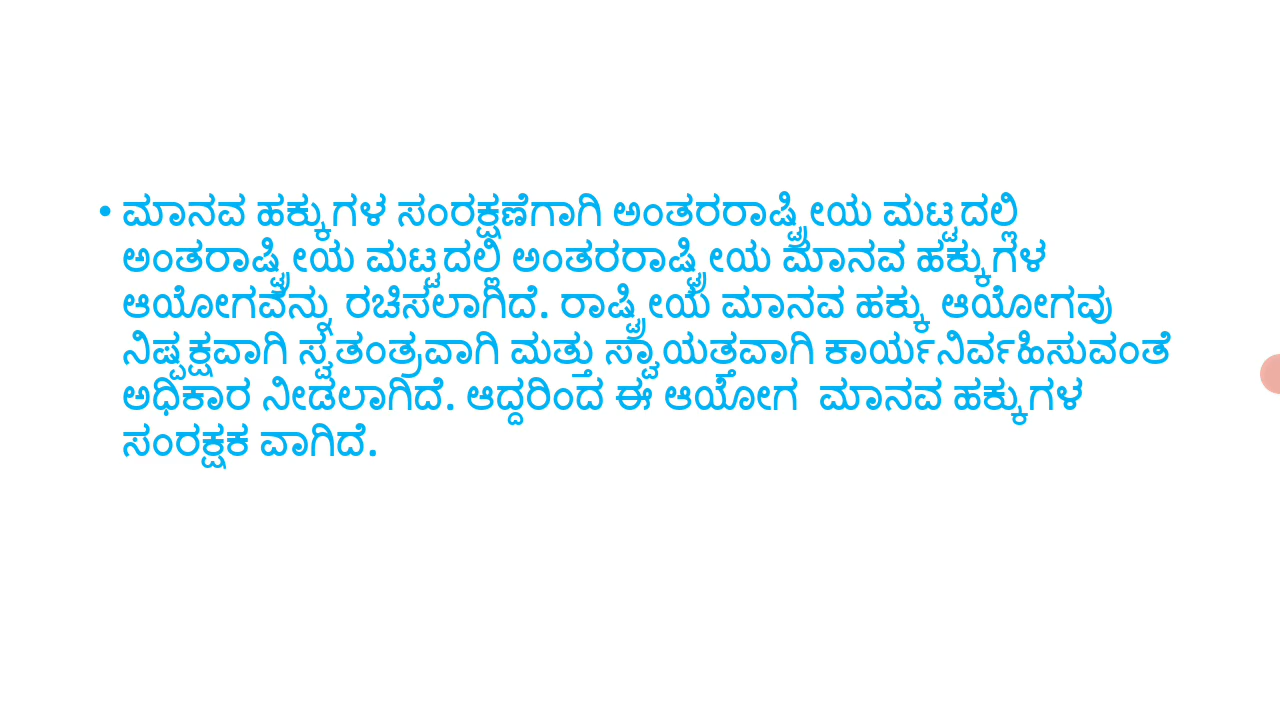 • ಮಾನವ ಹಕ್ಕುಗಳ ಸಂರಕ್ಷಣೆಗಾಗಿ ಅಂತರರಾಷ್ಟ್ರೀಯ ಮಟ್ಟದಲ್ಲಿ
ಅಂತರಾಷ್ಟ್ರೀಯ ಮಟ್ಟದಲ್ಲಿ ಅಂತರರಾಷ್ಟ್ರೀಯ ಮಾನವ ಹಕ್ಕುಗಳ
ಆಯೋಗವನ್ನು ರಚಿಸಲಾಗಿದೆ. ರಾಷ್ಟ್ರೀಯ ಮಾನವ ಹಕ್ಕು ಆಯೋಗವು
ನಿಷ್ಪಕ್ಷವಾಗಿ ಸ್ವತಂತ್ರವಾಗಿ ಮತ್ತು ಸ್ವಾಯತ್ತವಾಗಿ ಕಾರ್ಯನಿರ್ವಹಿಸುವಂತೆ
ಅಧಿಕಾರ ನೀಡಲಾಗಿದೆ. ಆದ್ದರಿಂದ ಈ ಆಯೋಗ ಮಾನವ ಹಕ್ಕುಗಳ
ಸಂರಕ್ಷಕ ವಾಗಿದೆ.